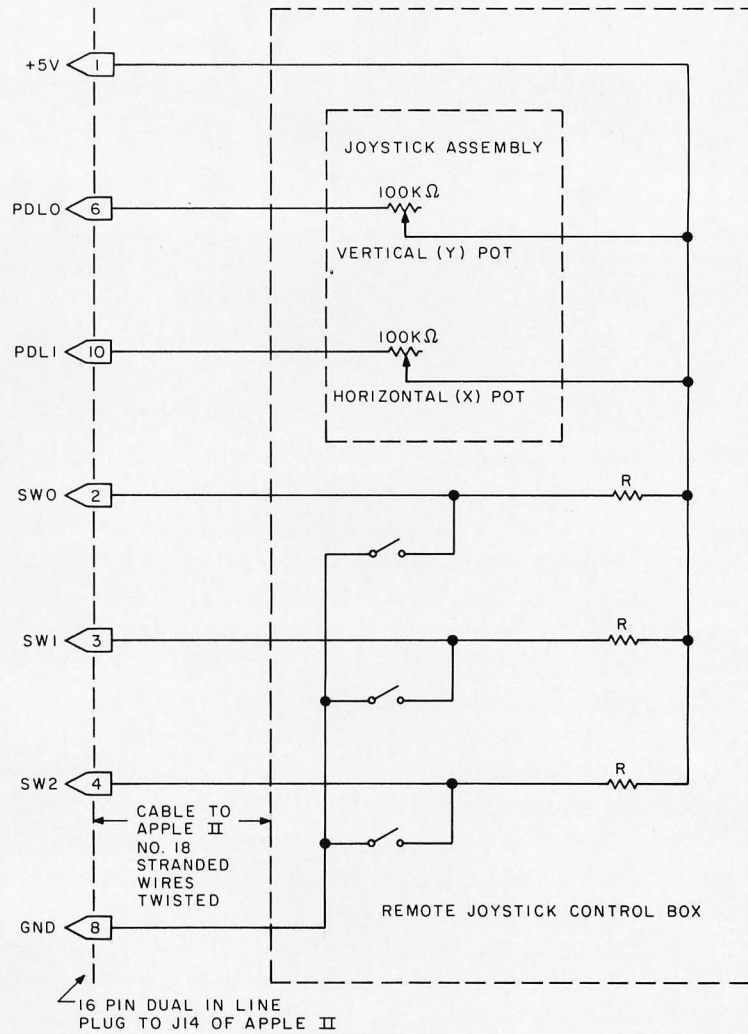 +5V 1
JOYSTICK ASSEMBLY
100KΩ
PDL0 6
VERTICAL (Y) POT
100KΩ
PDL1 10
HORIZONTAL (X) POT
R
SW0 2
R
SW1 3
R
SW2 4
CABLE TO
APPLE II
NO. 18
STRANDED
WIRES
TWISTED
REMOTE JOYSTICK CONTROL BOX
GND 8
16 PIN DUAL IN LINE
PLUG TO J14 OF APPLE II